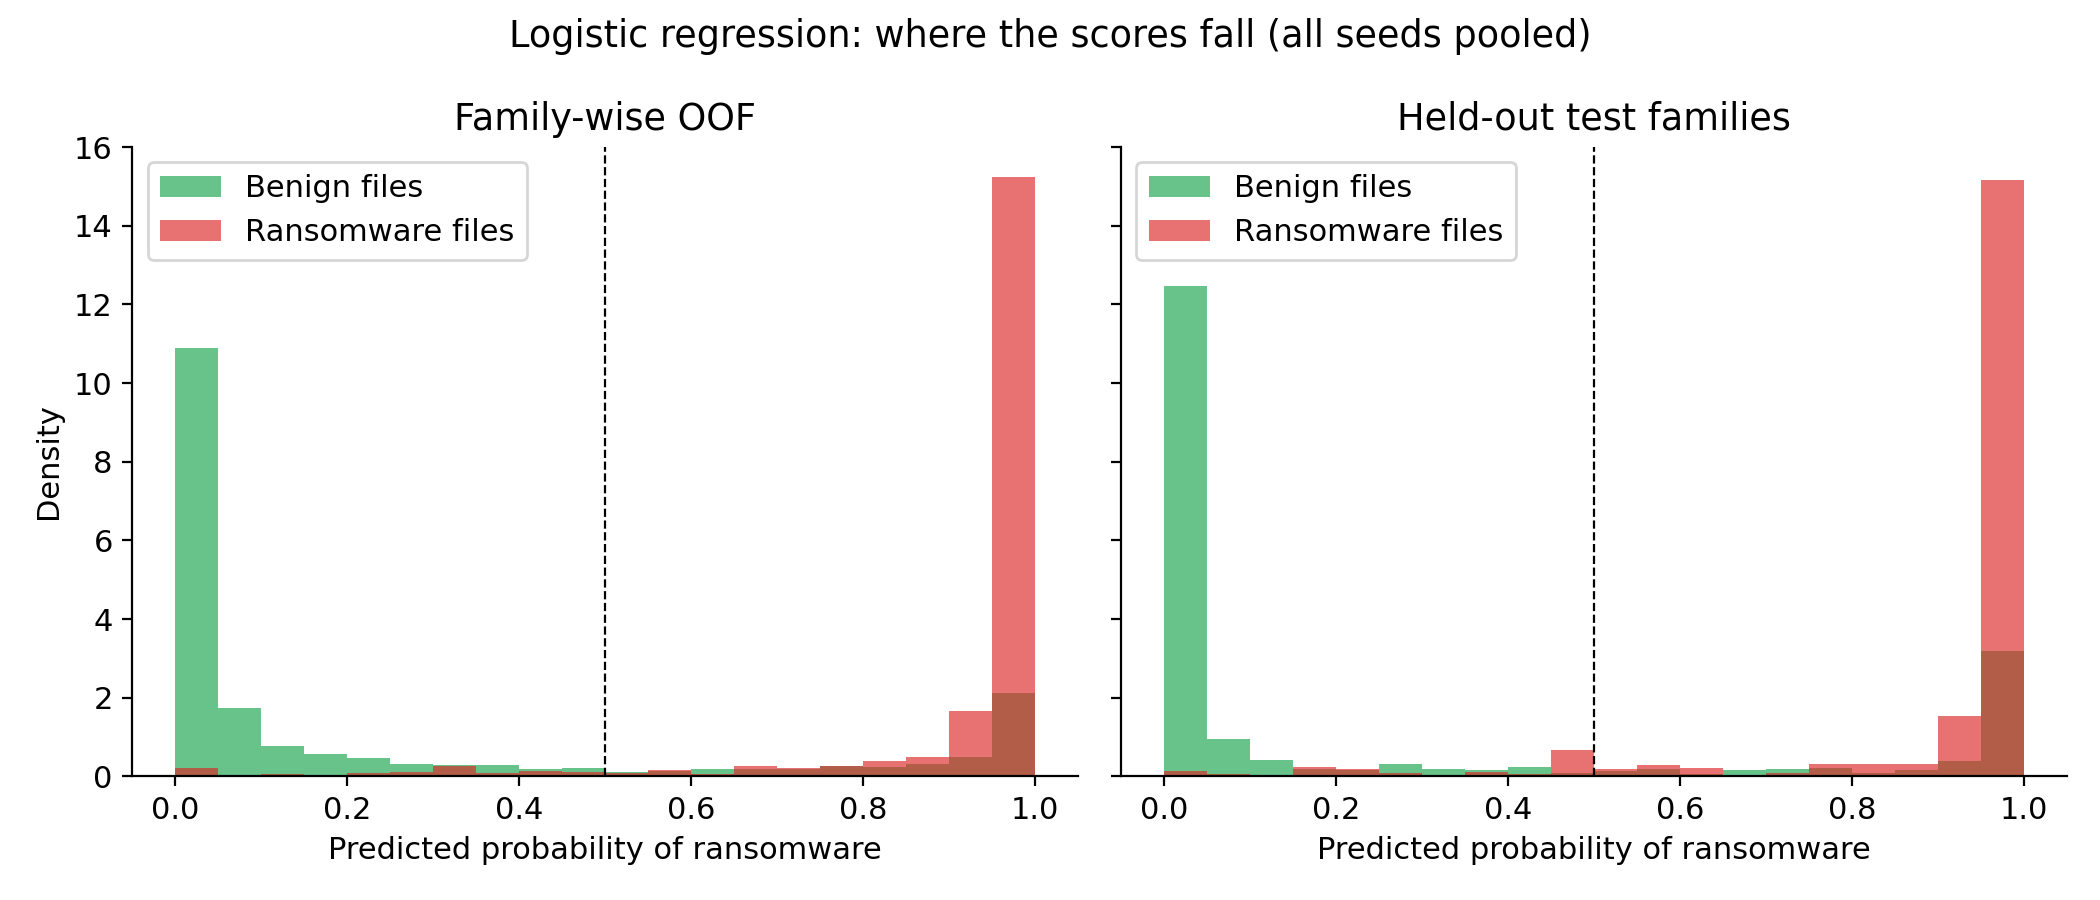 Logistic regression: where the scores fall (all seeds pooled)
Family-wise OOF
Held-out test families
Benign files
Ransomware files
Benign files
Ransomware files
16
14
12
10
8
6
4
2
0
Density
0.0 0.2 0.4 0.6 0.8 1.0
0.0 0.2 0.4 0.6 0.8 1.0
Predicted probability of ransomware
Predicted probability of ransomware